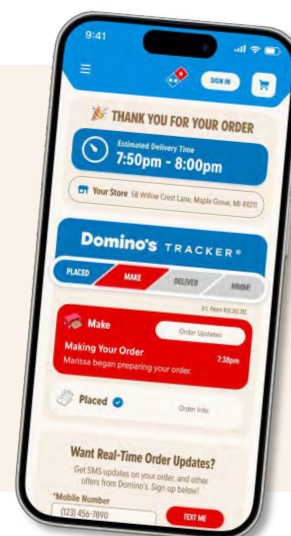 9:41
SIGN IN
THANK YOU FOR YOUR ORDER
Estimated Delivery Time
7:50pm - 8:00pm
Your Store 58 Willow Crest Lane, Maple Grove, MI 49211
Domino's TRACKER®
PLACED MAKE DELIVER MMM!
U.S. Patent
Make Order Updates
Making Your Order 7:38pm
Marissa began preparing your order.
Placed Order Info
Want Real-Time Order Updates?
Get SMS updates on your order, and other
offers from Domino's. Sign up below!
*Mobile Number
(123) 456-7890 TEXT ME